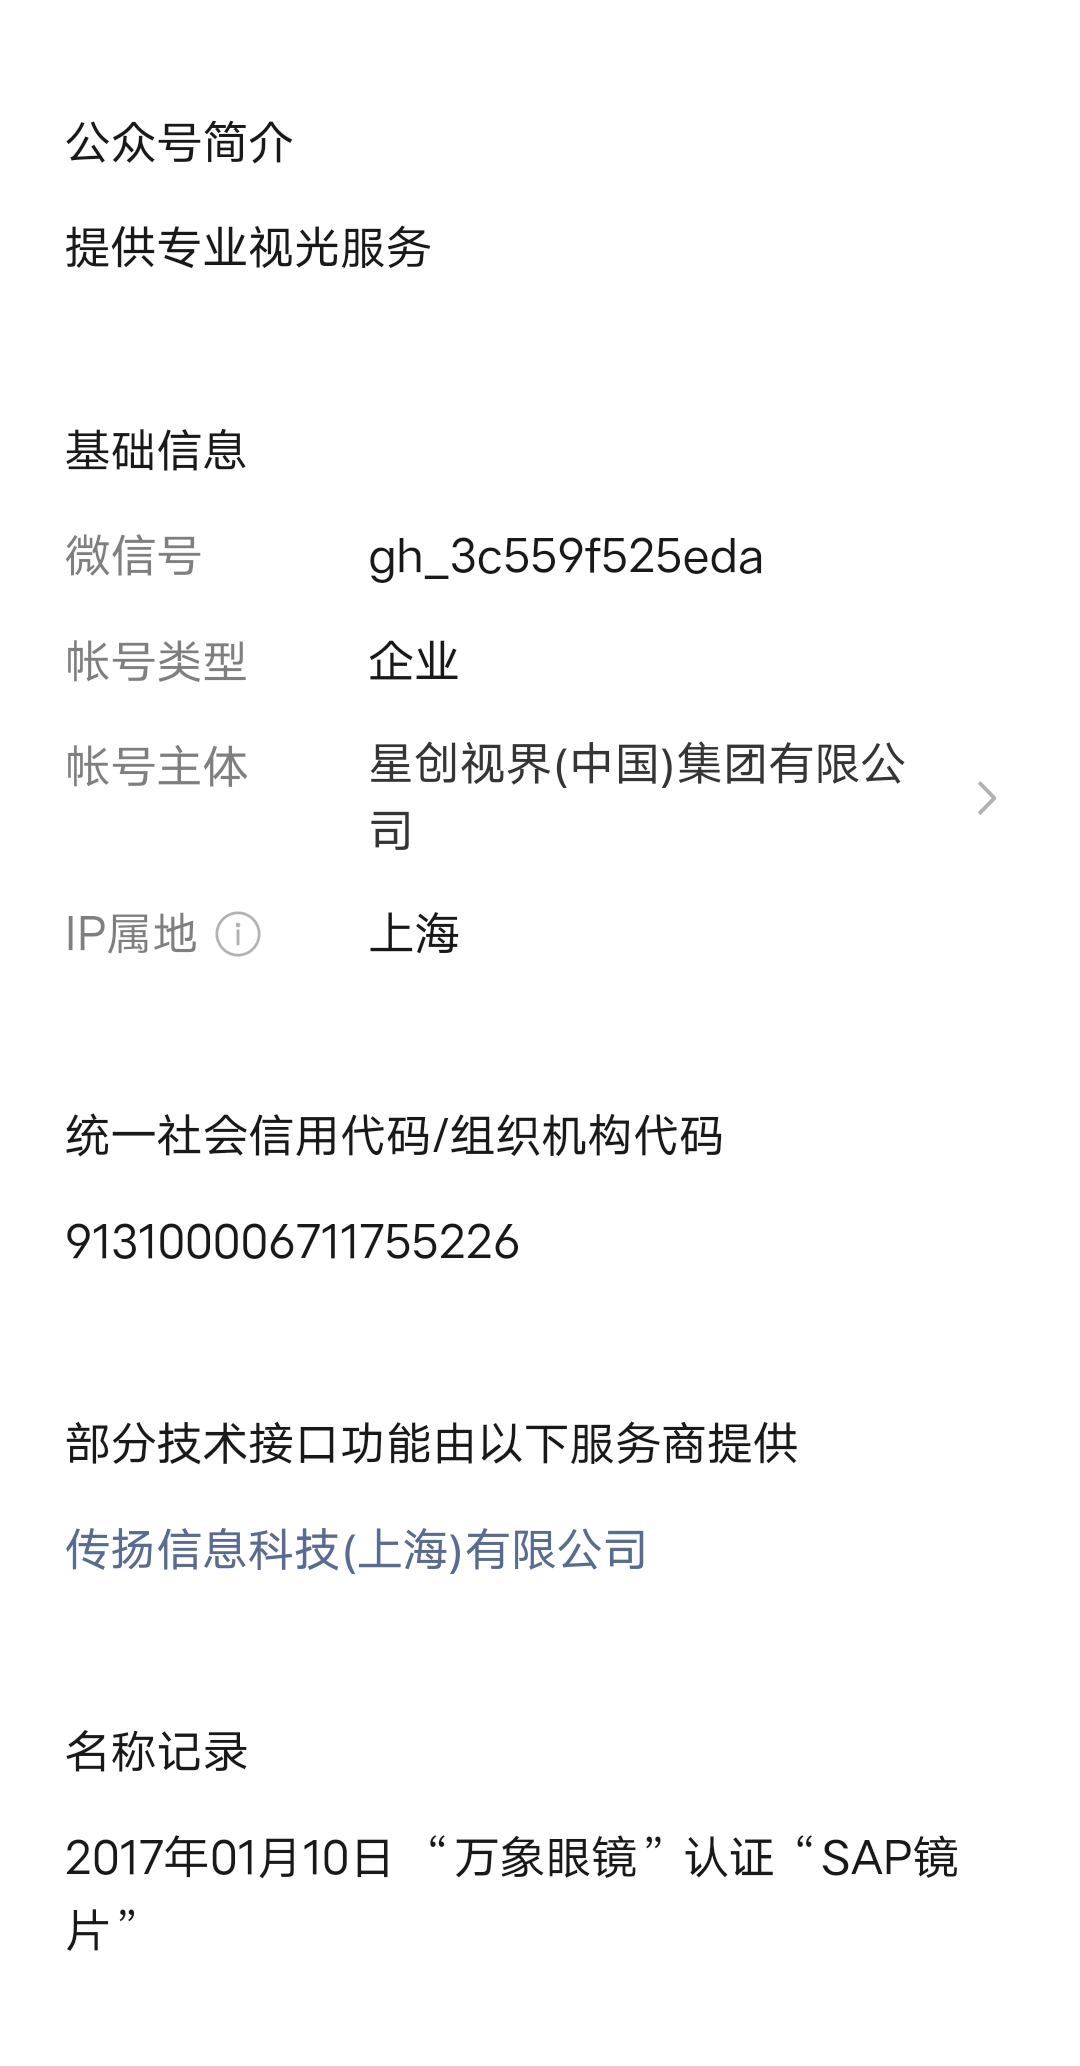 公众号简介
提供专业视光服务
基础信息
微信号 gh_3c559f525eda
帐号类型 企业
帐号主体 星创视界(中国)集团有限公
司
IP属地 上海
统一社会信用代码/组织机构代码
913100006711755226
部分技术接口功能由以下服务商提供
传扬信息科技(上海)有限公司
名称记录
2017年01月10日 “万象眼镜” 认证 “SAP镜
片”